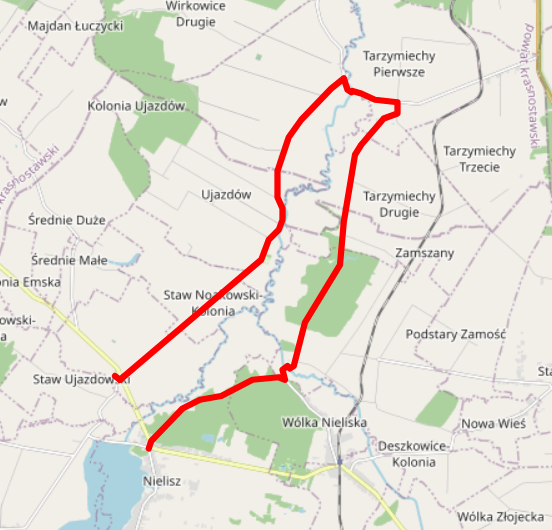 Wirkowice
Drugie
Majdan Łuczycki
Tarzymiechy
Pierwsze
powiat krasnostawski
Kolonia Ujazdów
w
krasnostawski
Tarzymiechy
Trzecie
Ujazdów
Tarzymiechy
Drugie
Średnie Duże
Zamszany
Średnie Małe
onia Emska
Staw Noakowski-
Kolonia
owski-
a
Podstary Zamość
Staw Ujazdowski
Sta
Wólka Nieliska
Nowa Wieś
Deszkowice-
Kolonia
Nielisz
Wólka Złojecka